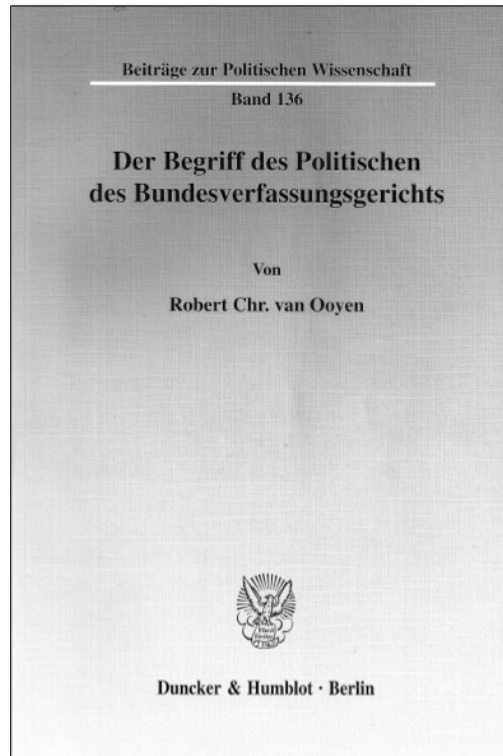 Beiträge zur Politischen Wissenschaft
Band 136
Der Begriff des Politischen
des Bundesverfassungsgerichts
Von
Robert Chr. van Ooyen
Duncker & Humblot · Berlin